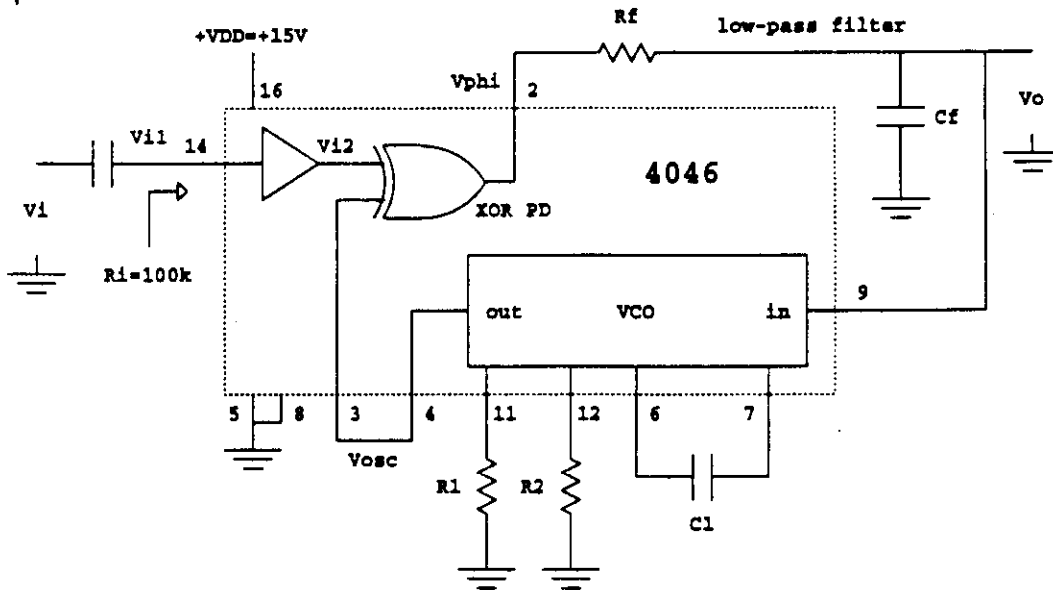 Rf
low-pass filter
+VDD=+15V
16
Vphi
2
Vo
Cf
Vi1
14
Vi2
4046
Vi
XOR PD
Ri=100k
9
out
VCO
in
5
8
3
4
11
12
6
7
Vosc
R1
R2
C1